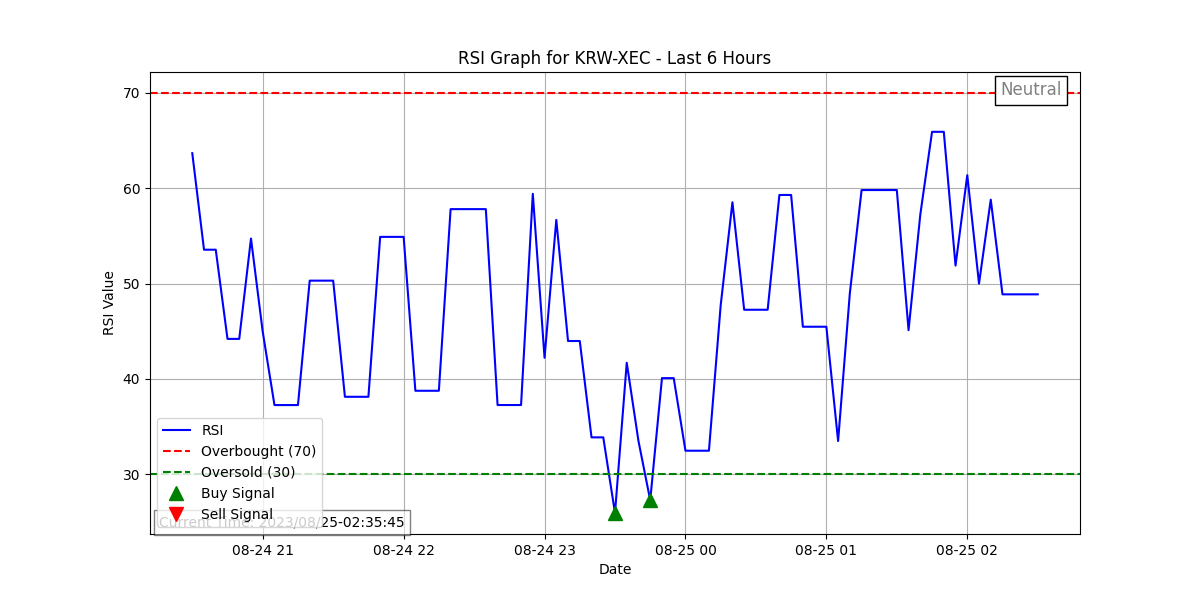 RSI Graph for KRW-XEC - Last 6 Hours
Neutral
70
60
50
40
30
RSI Value
RSI
Overbought (70)
Oversold (30)
Buy Signal
Sell Signal
Current Time: 2023/08/25-02:35:45
08-24 21
08-24 22
08-24 23
08-25 00
08-25 01
08-25 02
Date